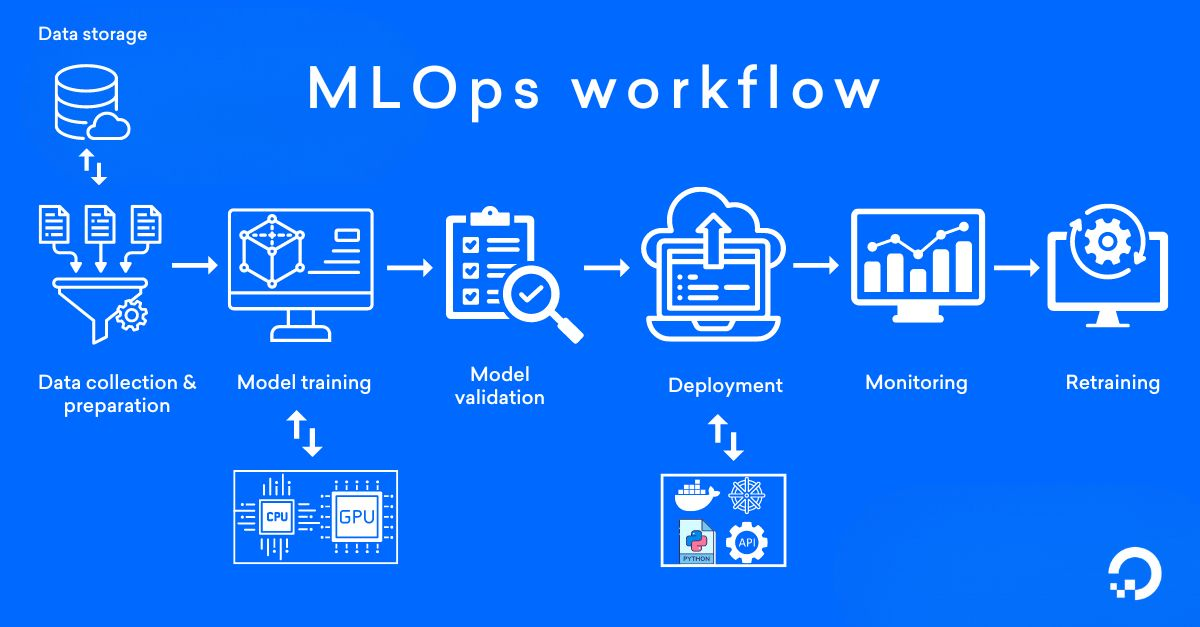 Data storage
MLOps workflow
Data collection &
preparation
Model training
Model
validation
Deployment
Monitoring
Retraining
CPU
GPU
PYTHON
API